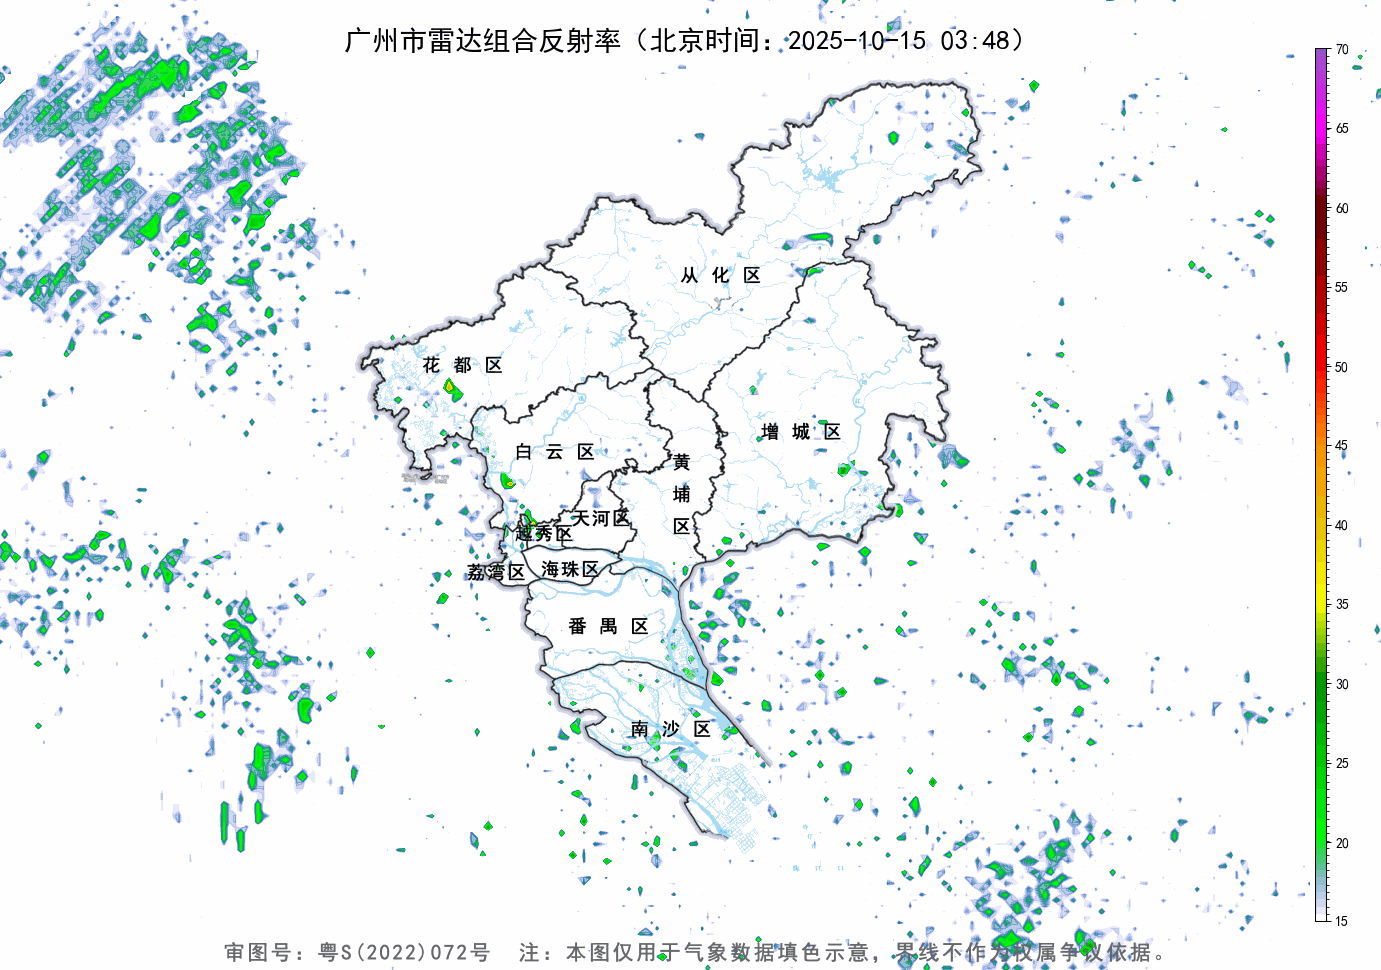 广州市雷达组合反射率（北京时间：2025-10-15 03:48）
70
65
60
55
50
45
40
35
30
25
20
15
从化区
花都区
增城区
白云区
黄埔区
天河区
越秀区
荔湾区
海珠区
番禺区
南沙区
审图号：粤S(2022)072号 注：本图仅用于气象数据填色示意，界线不作为权属争议依据。